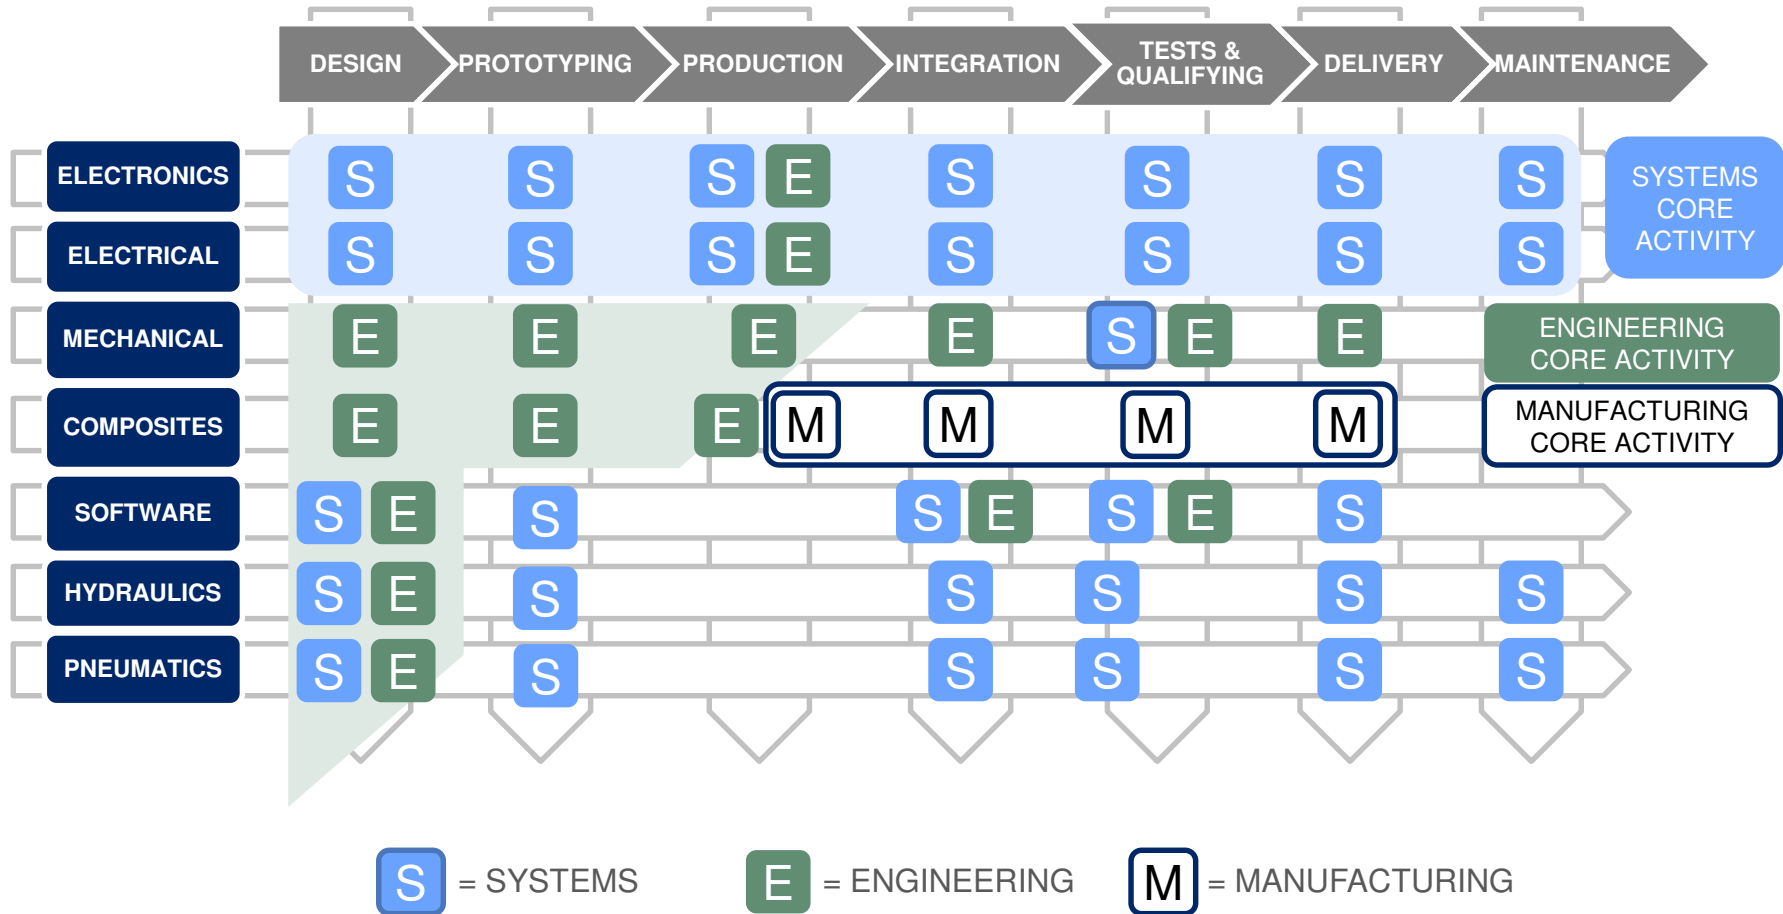 DESIGN PROTOTYPING PRODUCTION INTEGRATION TESTS & QUALIFYING DELIVERY MAINTENANCE
ELECTRONICS S S S E S S S S
ELECTRICAL S S S E S S S S
SYSTEMS
CORE
ACTIVITY
MECHANICAL E E E E S E E
ENGINEERING
CORE ACTIVITY
COMPOSITES E E E M M M M
MANUFACTURING
CORE ACTIVITY
SOFTWARE S E S S E S E S
HYDRAULICS S E S S S S S
PNEUMATICS S E S S S S S
S = SYSTEMS E = ENGINEERING M = MANUFACTURING